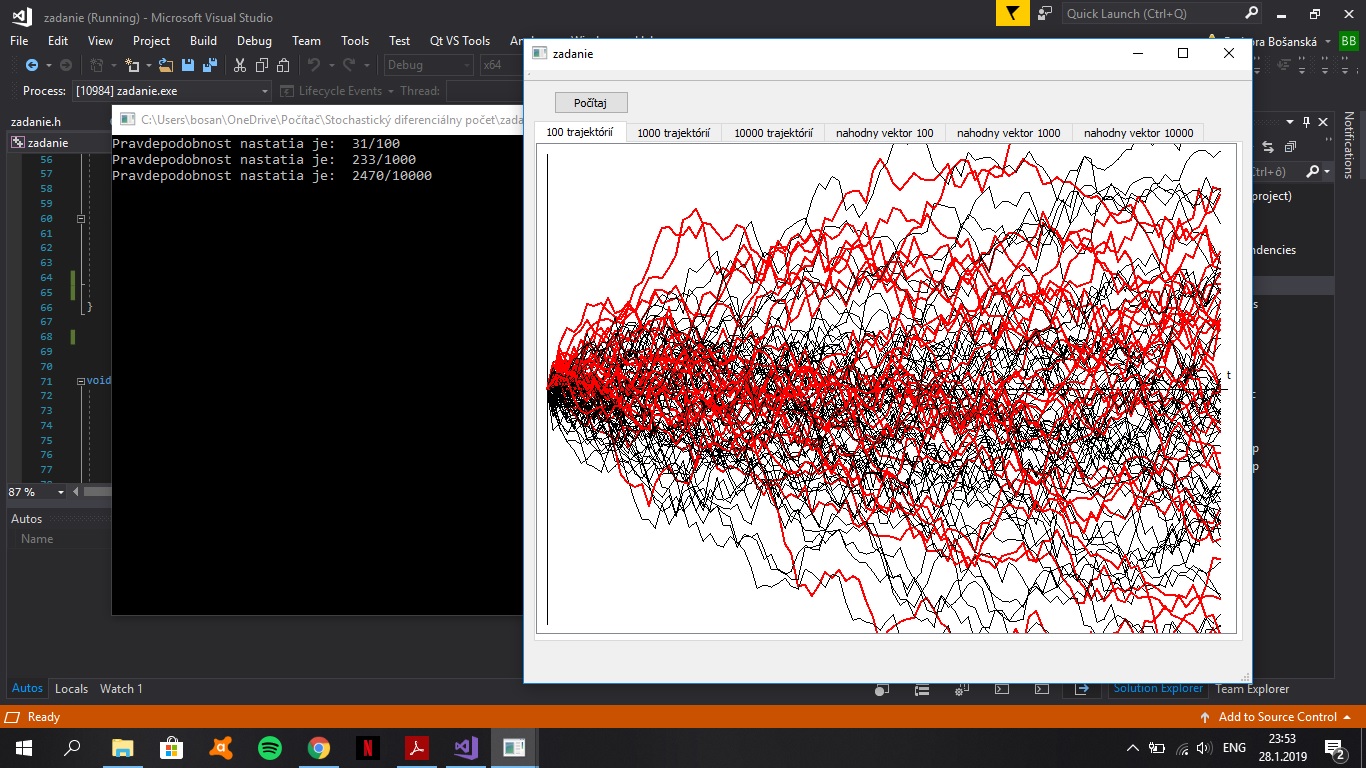 zadanie (Running) - Microsoft Visual Studio
Quick Launch (Ctrl+Q)
File Edit View Project Build Debug Team Tools Test Qt VS Tools
Bošanská BB
Debug x64
Process: [10984] zadanie.exe Lifecycle Events Thread:
zadanie.h
zadanie
56
57
58
59
60
61
62
63
64
65
66 }
67
68
69
70
71 void
72
73
74
75
76
77
87 %
Autos
Name
Autos Locals Watch 1
C:\Users\bosan\OneDrive\Počítač\Stochastický diferenciálny počet\zada
Pravdepodobnost nastatia je: 31/100
Pravdepodobnost nastatia je: 233/1000
Pravdepodobnost nastatia je: 2470/10000
zadanie
Počítaj
100 trajektórií 1000 trajektórií 10000 trajektórií nahodny vektor 100 nahodny vektor 1000 nahodny vektor 10000
t
Notifications
Ctrl+ô)
project)
ndencies
Solution Explorer Team Explorer
Ready
Add to Source Control
ENG
23:53
28.1.2019
2